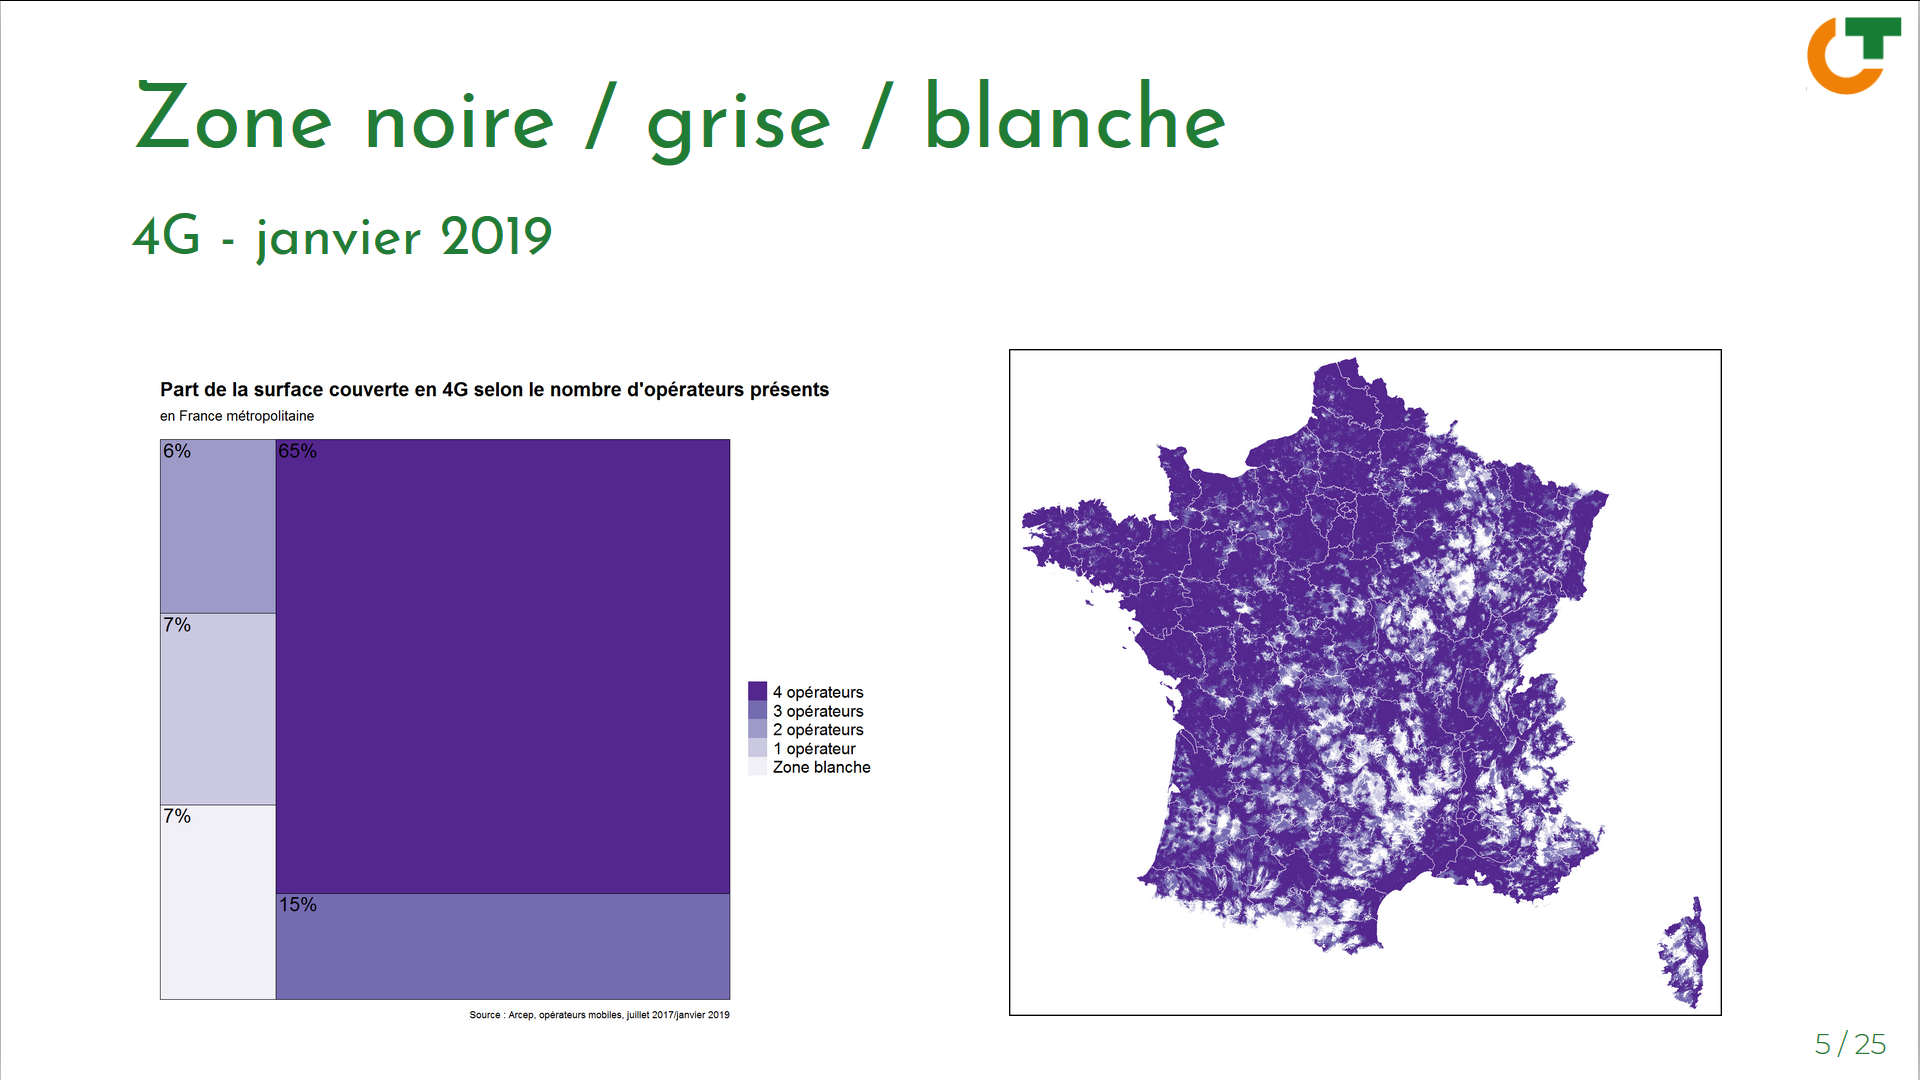 Zone noire / grise / blanche
4G - janvier 2019
Part de la surface couverte en 4G selon le nombre d'opérateurs présents
en France métropolitaine
6%
65%
7%
7%
15%
4 opérateurs
3 opérateurs
2 opérateurs
1 opérateur
Zone blanche
Source : Arcep, opérateurs mobiles, juillet 2017/janvier 2019
CT
5 / 25